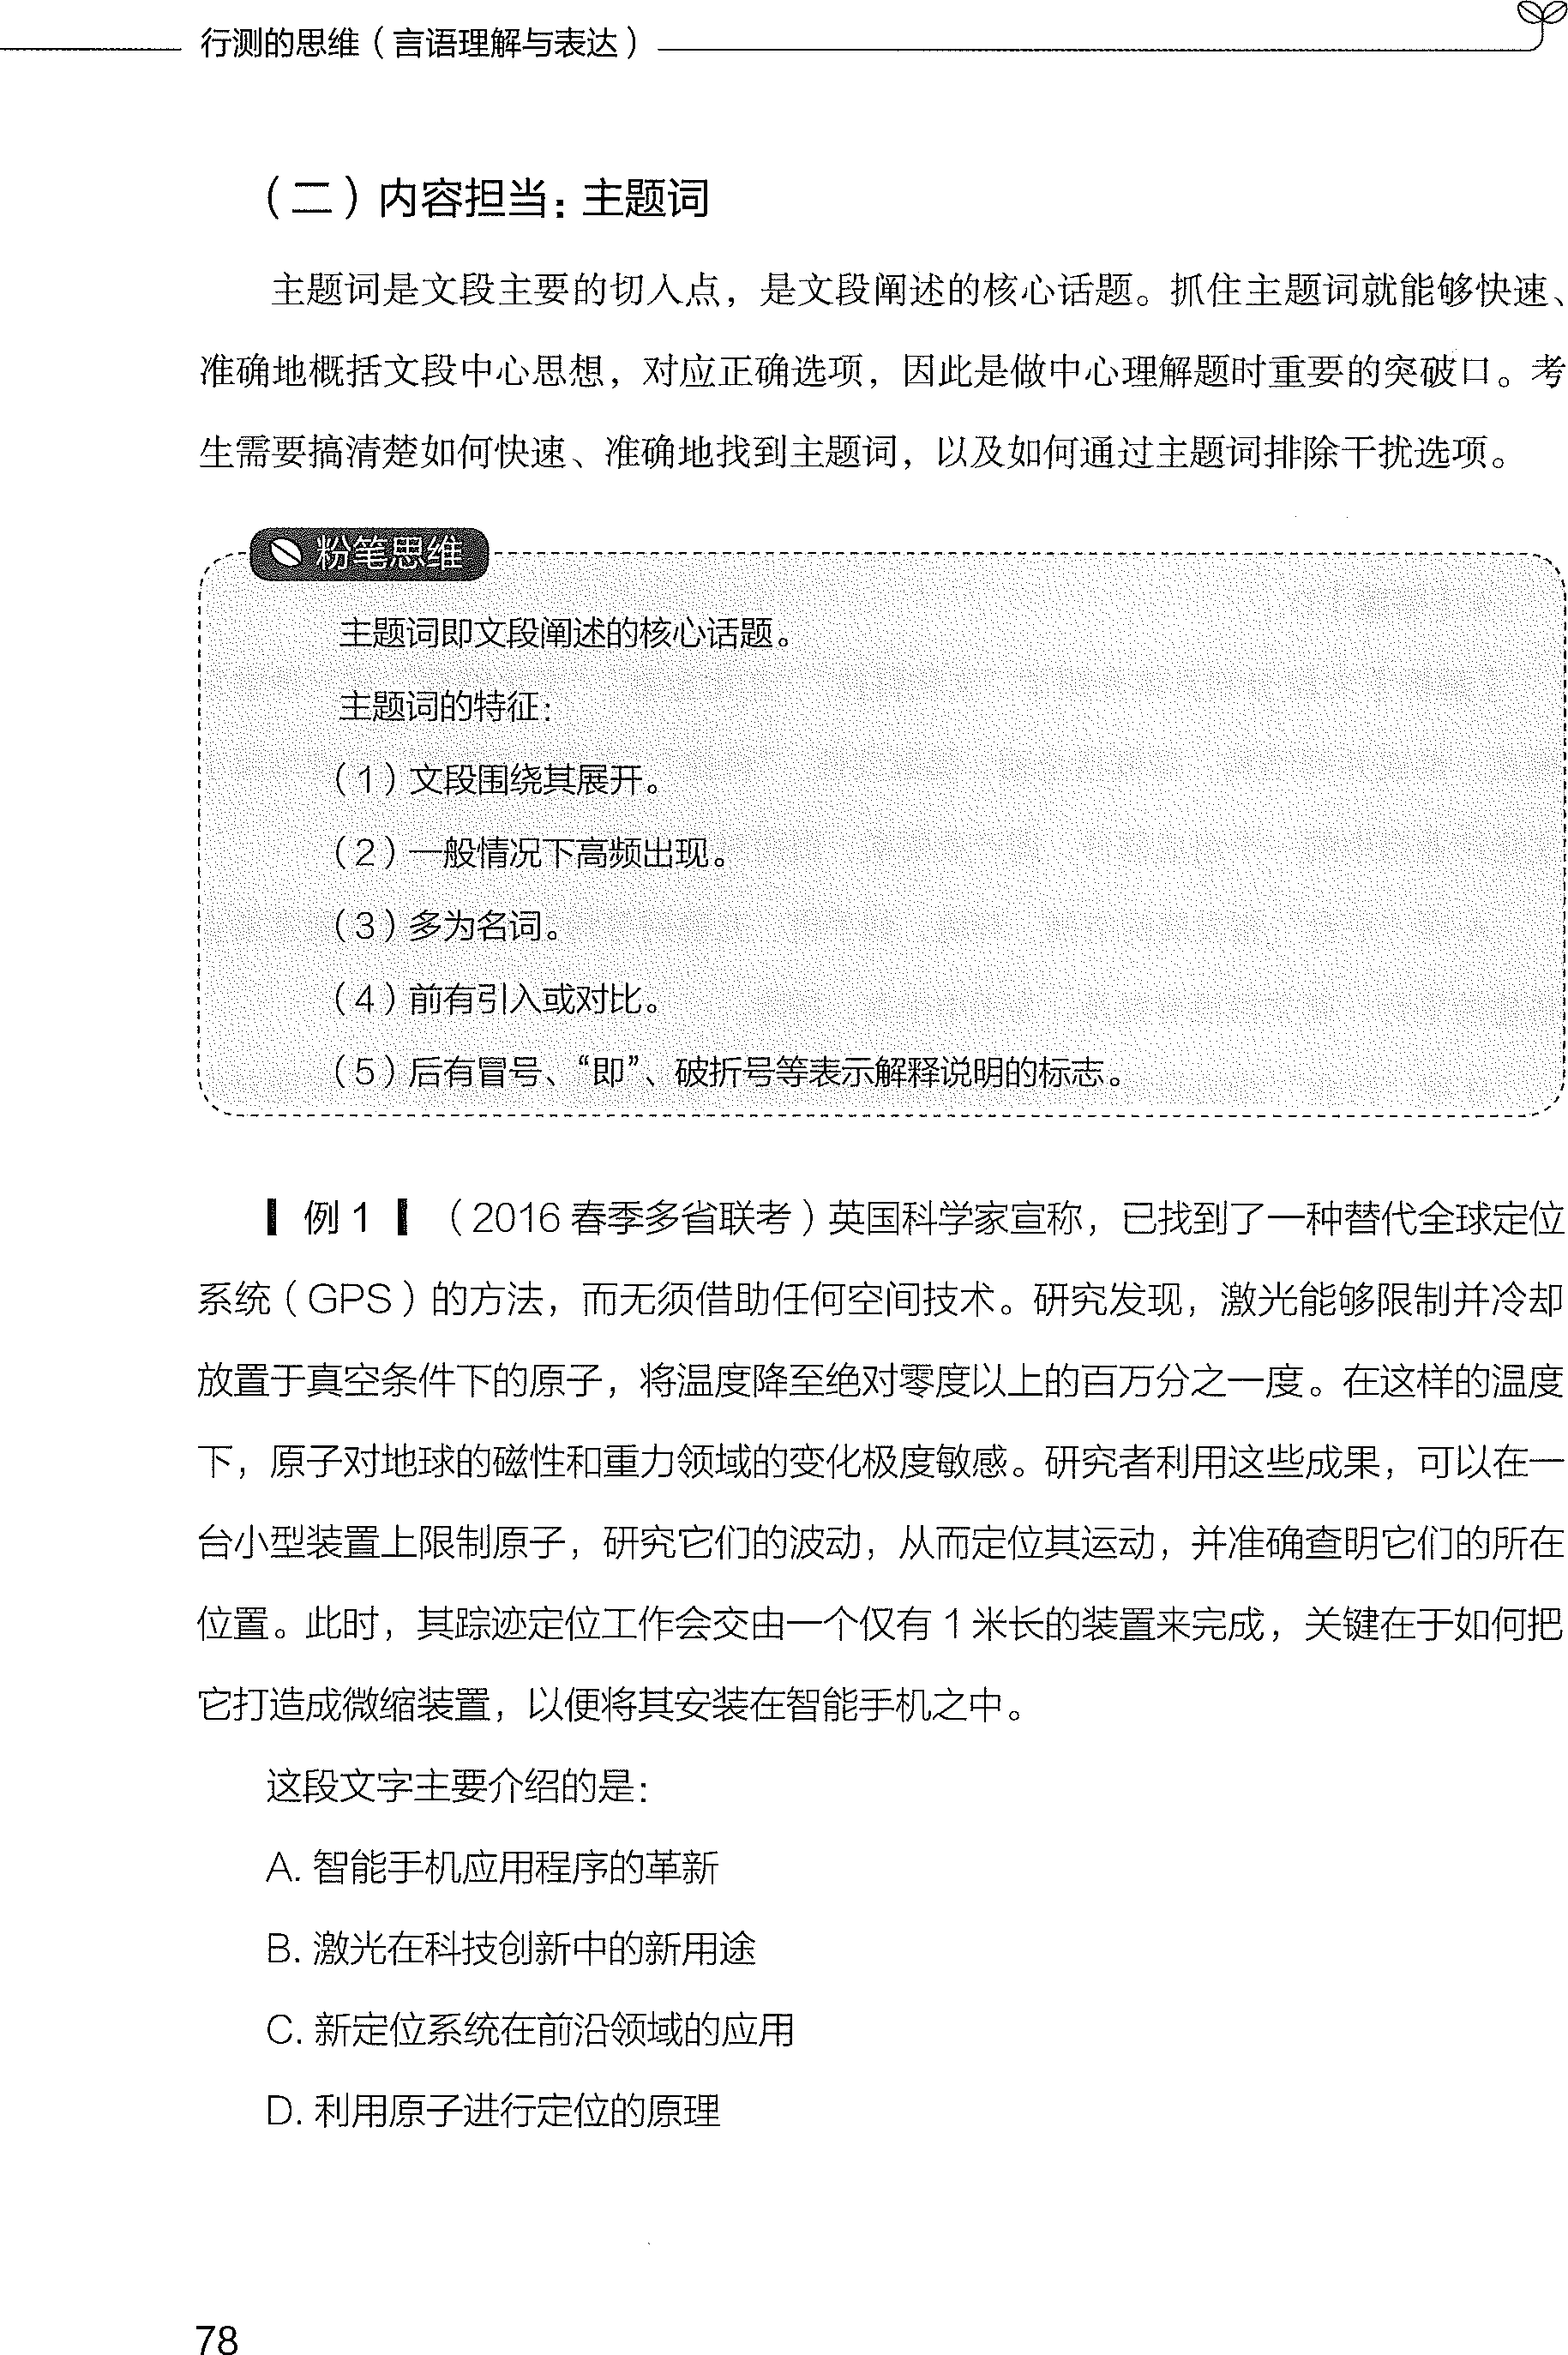 行测的思维（言语理解与表达）
（二）内容担当：主题词
主题词是文段主要的切入点，是文段阐述的核心话题。抓住主题词就能够快速、
准确地概括文段中心思想，对应正确选项，因此是做中心理解题时重要的突破口。考
生需要搞清楚如何快速、准确地找到主题词，以及如何通过主题词排除干扰选项。
粉笔思维
主题词即文段阐述的核心话题。
主题词的特征：
（1）文段围绕其展开。
（2）一般情况下高频出现。
（3）多为名词。
（4）前有引入或对比。
（5）后有冒号、“即”、破折号等表示解释说明的标志。
例 1 （2016 春季多省联考）英国科学家宣称，已找到了一种替代全球定位
系统（GPS）的方法，而无须借助任何空间技术。研究发现，激光能够限制并冷却
放置于真空条件下的原子，将温度降至绝对零度以上的百万分之一度。在这样的温度
下，原子对地球的磁性和重力领域的变化极度敏感。研究者利用这些成果，可以在一
台小型装置上限制原子，研究它们的波动，从而定位其运动，并准确查明它们的所在
位置。此时，其踪迹定位工作会交由一个仅有 1 米长的装置来完成，关键在于如何把
它打造成微缩装置，以便将其安装在智能手机之中。
这段文字主要介绍的是：
A. 智能手机应用程序的革新
B. 激光在科技创新中的新用途
C. 新定位系统在前沿领域的应用
D. 利用原子进行定位的原理
78